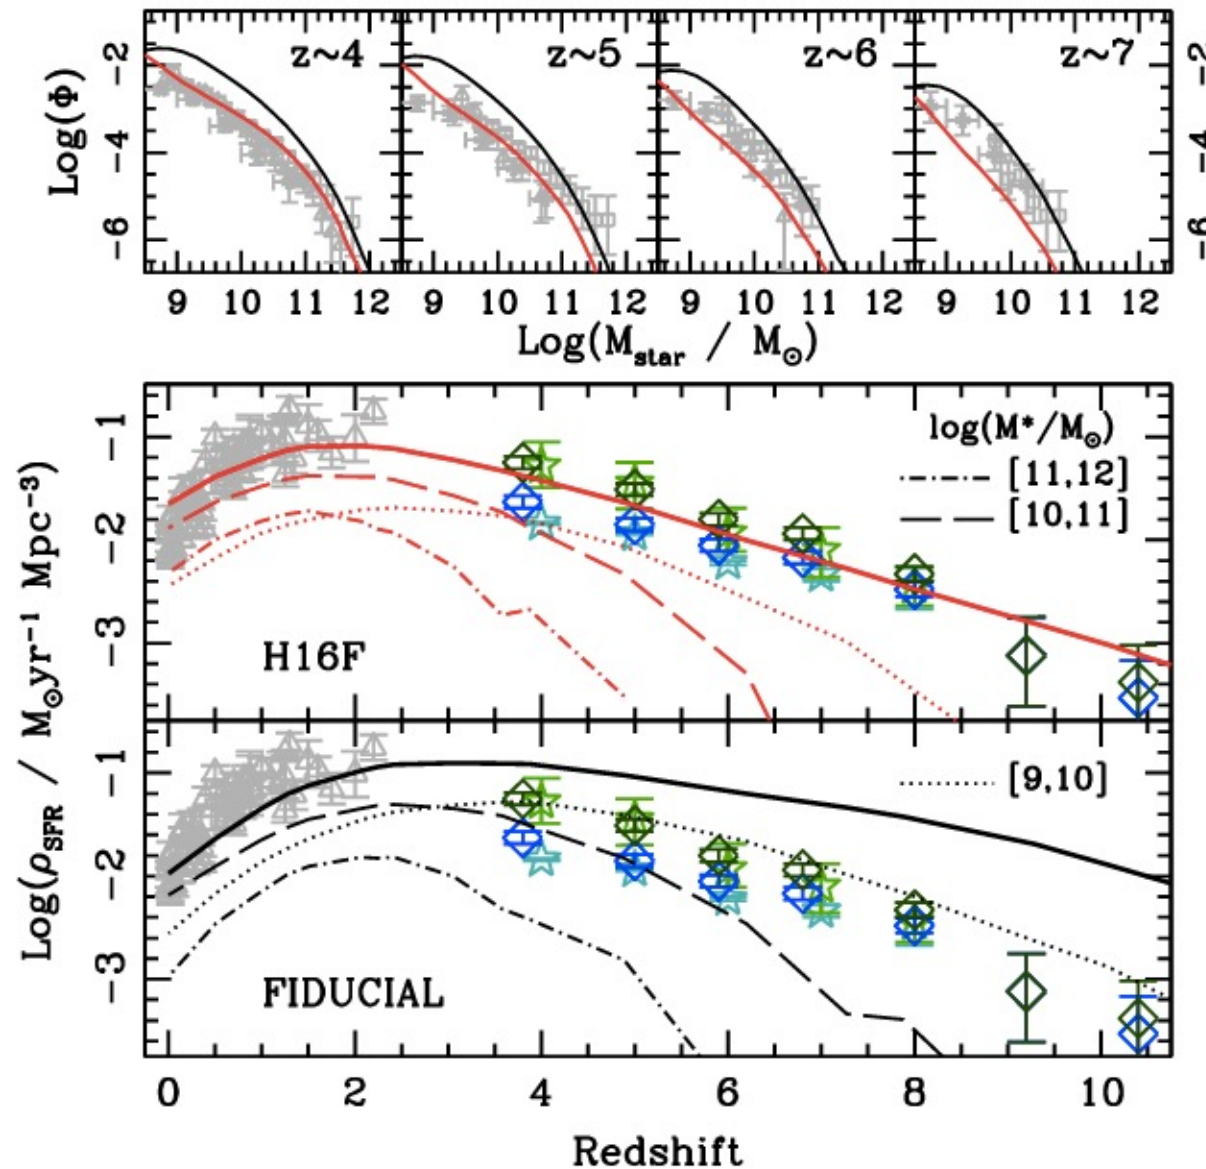 z~4 z~5 z~6 z~7
-2 -2
-4 -4
-6 -6
Log(Φ)
9 10 11 12 9 10 11 12 9 10 11 12 9 10 11 12
Log(M_star / M_⊙)
log(M*/M_⊙)
[11,12]
[10,11]
-1
-2
-3
H16F
[9,10]
-1
-2
-3
FIDUCIAL
Log(ρ_SFR / M_⊙yr⁻¹ Mpc⁻³)
0 2 4 6 8 10
Redshift